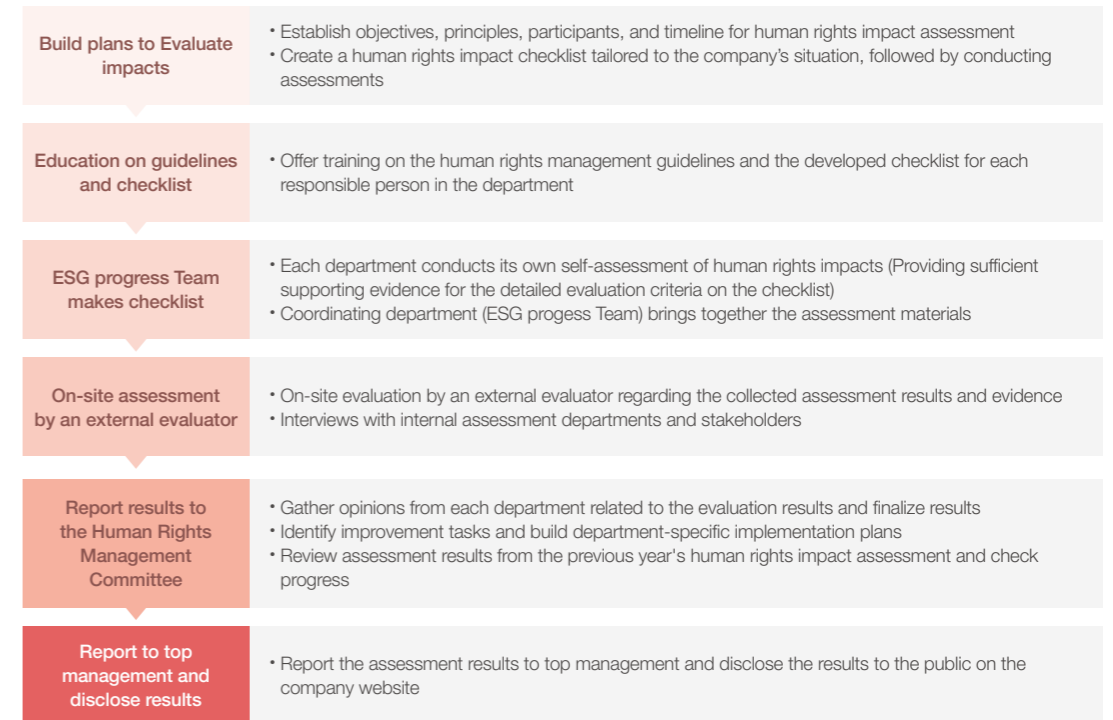 Build plans to Evaluate
impacts
• Establish objectives, principles, participants, and timeline for human rights impact assessment
• Create a human rights impact checklist tailored to the company's situation, followed by conducting
assessments
Education on guidelines
and checklist
• Offer training on the human rights management guidelines and the developed checklist for each
responsible person in the department
ESG progress Team
makes checklist
• Each department conducts its own self-assessment of human rights impacts (Providing sufficient
supporting evidence for the detailed evaluation criteria on the checklist)
• Coordinating department (ESG progess Team) brings together the assessment materials
On-site assessment
by an external evaluator
• On-site evaluation by an external evaluator regarding the collected assessment results and evidence
• Interviews with internal assessment departments and stakeholders
Report results to
the Human Rights
Management
Committee
• Gather opinions from each department related to the evaluation results and finalize results
• Identify improvement tasks and build department-specific implementation plans
• Review assessment results from the previous year's human rights impact assessment and check
progress
Report to top
management and
disclose results
• Report the assessment results to top management and disclose the results to the public on the
company website